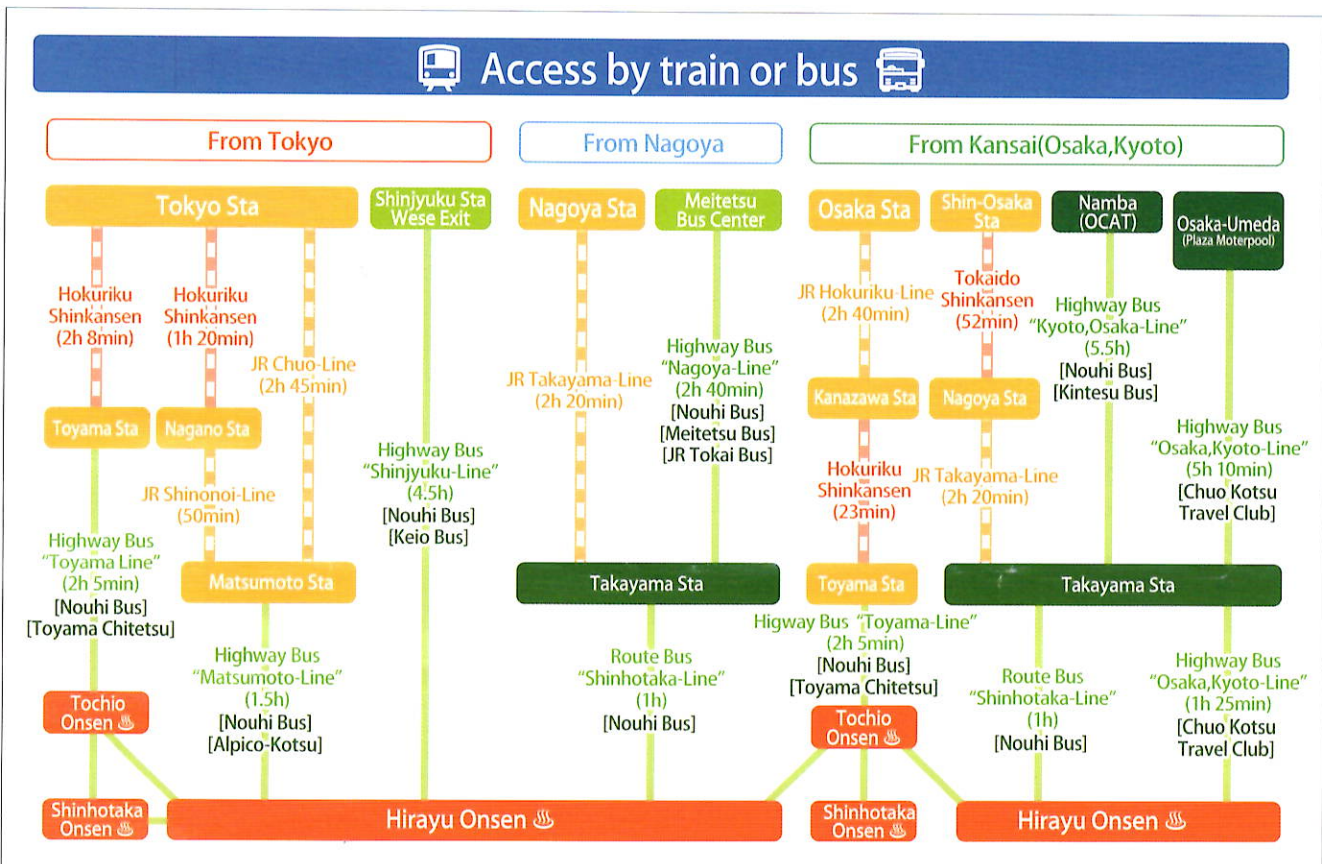 Access by train or bus
From Tokyo
From Nagoya
From Kansai(Osaka,Kyoto)
Tokyo Sta
Hokuriku
Shinkansen
(2h 8min)
Toyama Sta
Highway Bus
"Toyama Line"
(2h 5min)
[Nouhi Bus]
[Toyama Chitetsu]
Tochio
Onsen
Shinhotaka
Onsen
Hokuriku
Shinkansen
(1h 20min)
Nagano Sta
JR Shinonoi-Line
(50min)
JR Chuo-Line
(2h 45min)
Matsumoto Sta
Highway Bus
"Matsumoto-Line"
(1.5h)
[Nouhi Bus]
[Alpico-Kotsu]
Shinjyuku Sta
Wese Exit
Highway Bus
"Shinjyuku-Line"
(4.5h)
[Nouhi Bus]
[Keio Bus]
Nagoya Sta
JR Takayama-Line
(2h 20min)
Meitetsu
Bus Center
Highway Bus
"Nagoya-Line"
(2h 40min)
[Nouhi Bus]
[Meitetsu Bus]
[JR Tokai Bus]
Takayama Sta
Route Bus
"Shinhotaka-Line"
(1h)
[Nouhi Bus]
Hirayu Onsen
Osaka Sta
JR Hokuriku-Line
(2h 40min)
Kanazawa Sta
Hokuriku
Shinkansen
(23min)
Toyama Sta
Higway Bus "Toyama-Line"
(2h 5min)
[Nouhi Bus]
[Toyama Chitetsu]
Tochio
Onsen
Shinhotaka
Onsen
Shin-Osaka
Sta
Tokaido
Shinkansen
(52min)
Nagoya Sta
JR Takayama-Line
(2h 20min)
Namba
(OCAT)
Highway Bus
"Kyoto,Osaka-Line"
(5.5h)
[Nouhi Bus]
[Kintesu Bus]
Osaka-Umeda
(Plaza Moterpool)
Highway Bus
"Osaka,Kyoto-Line"
(5h 10min)
[Chuo Kotsu
Travel Club]
Takayama Sta
Route Bus
"Shinhotaka-Line"
(1h)
[Nouhi Bus]
Highway Bus
"Osaka,Kyoto-Line"
(1h 25min)
[Chuo Kotsu
Travel Club]
Hirayu Onsen